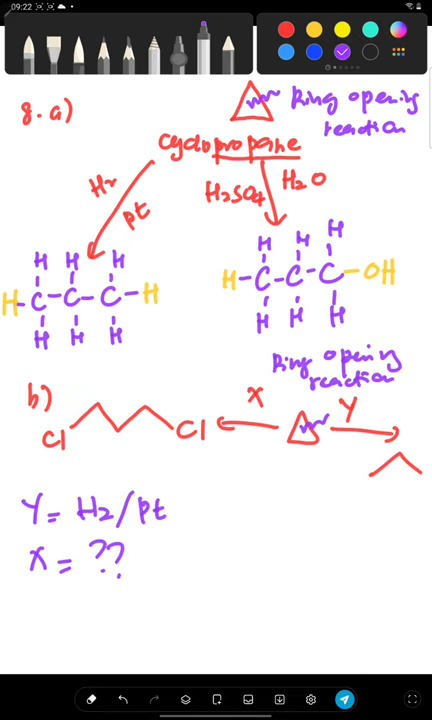 09:22
8. a)
Ring opening
reaction
cyclopropane
H2
pt
H2SO4
H2O
H H H
H-C-C-C-H
H H H
H H H
H-C-C-C-OH
H H H
Ring opening
reaction
b)
X
Y
Cl
Cl
Y = H2/pt
X = ??